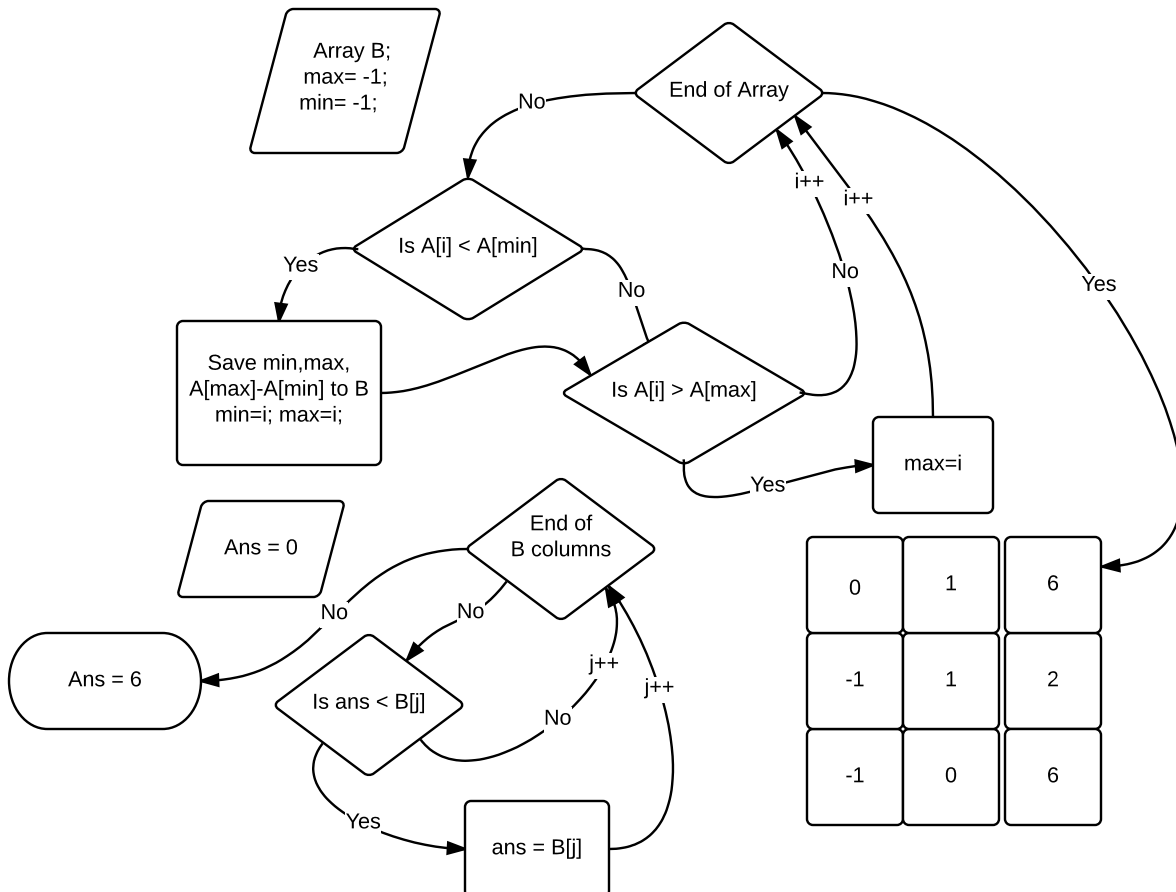 Array B;
max= -1;
min= -1;
End of Array
No
Yes
Is A[i] < A[min]
Yes
No
i++
i++
No
Save min,max,
A[max]-A[min] to B
min=i; max=i;
Is A[i] > A[max]
Yes
max=i
0 1 6
-1 1 2
-1 0 6
Ans = 0
End of
B columns
No
No
Ans = 6
Is ans < B[j]
No
j++
j++
Yes
ans = B[j]